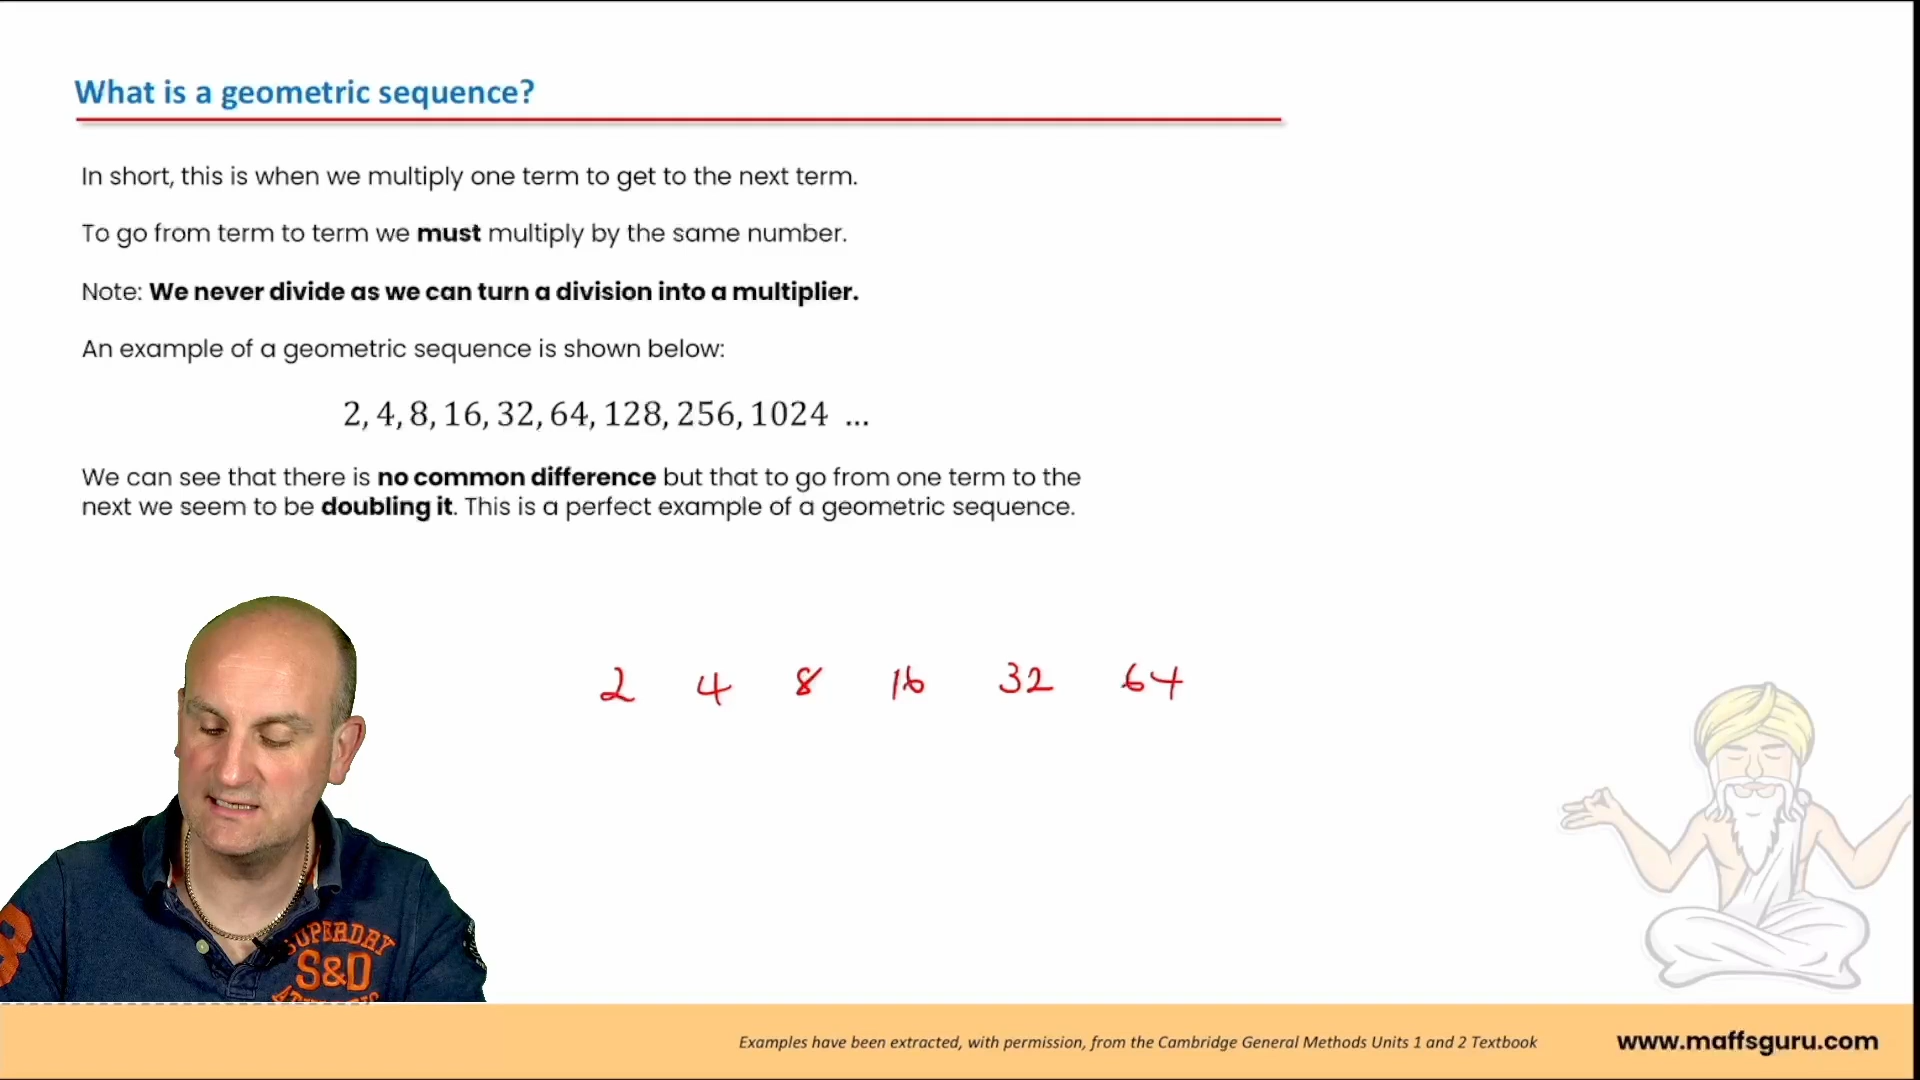 What is a geometric sequence?
In short, this is when we multiply one term to get to the next term.
To go from term to term we must multiply by the same number.
Note: We never divide as we can turn a division into a multiplier.
An example of a geometric sequence is shown below:
2, 4, 8, 16, 32, 64, 128, 256, 1024 ...
We can see that there is no common difference but that to go from one term to the
next we seem to be doubling it. This is a perfect example of a geometric sequence.
2 4 8 16 32 64
SUPERDRY
S&D
Examples have been extracted, with permission, from the Cambridge General Methods Units 1 and 2 Textbook
www.maffsguru.com